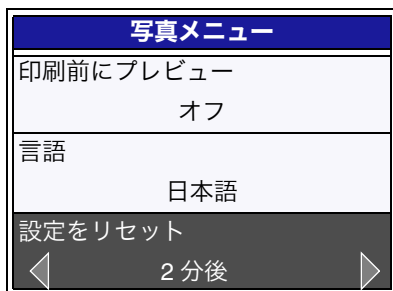 写真メニュー
印刷前にプレビュー
オフ
言語
日本語
設定をリセット
2 分後